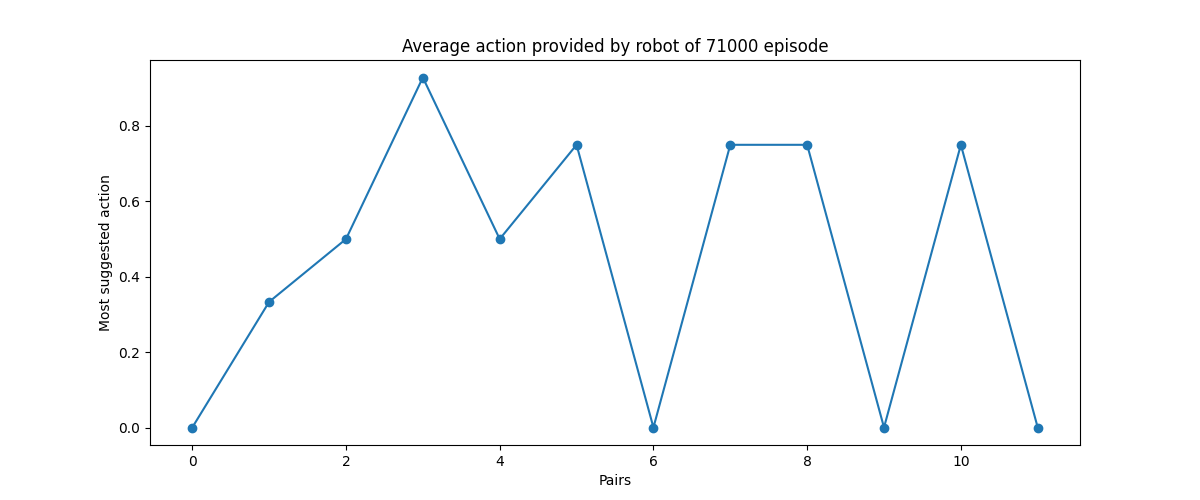 Average action provided by robot of 71000 episode
Most suggested action
0.8
0.6
0.4
0.2
0.0
0 2 4 6 8 10
Pairs